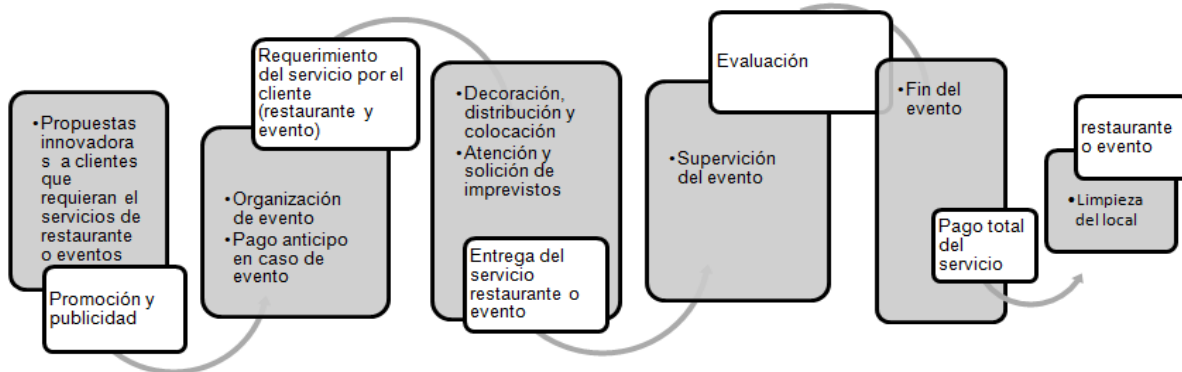 •Propuestas
innovadora
s a clientes
que
requieran el
servicios de
restaurante
o eventos
Promoción y
publicidad
Requerimiento
del servicio por el
cliente
(restaurante y
evento)
•Organización
de evento
•Pago anticipo
en caso de
evento
•Decoración,
distribución y
colocación
•Atención y
solición de
imprevistos
Entrega del
servicio
restaurante o
evento
Evaluación
•Supervición
del evento
•Fin del
evento
Pago total
del
servicio
restaurante
o evento
•Limpieza
del local